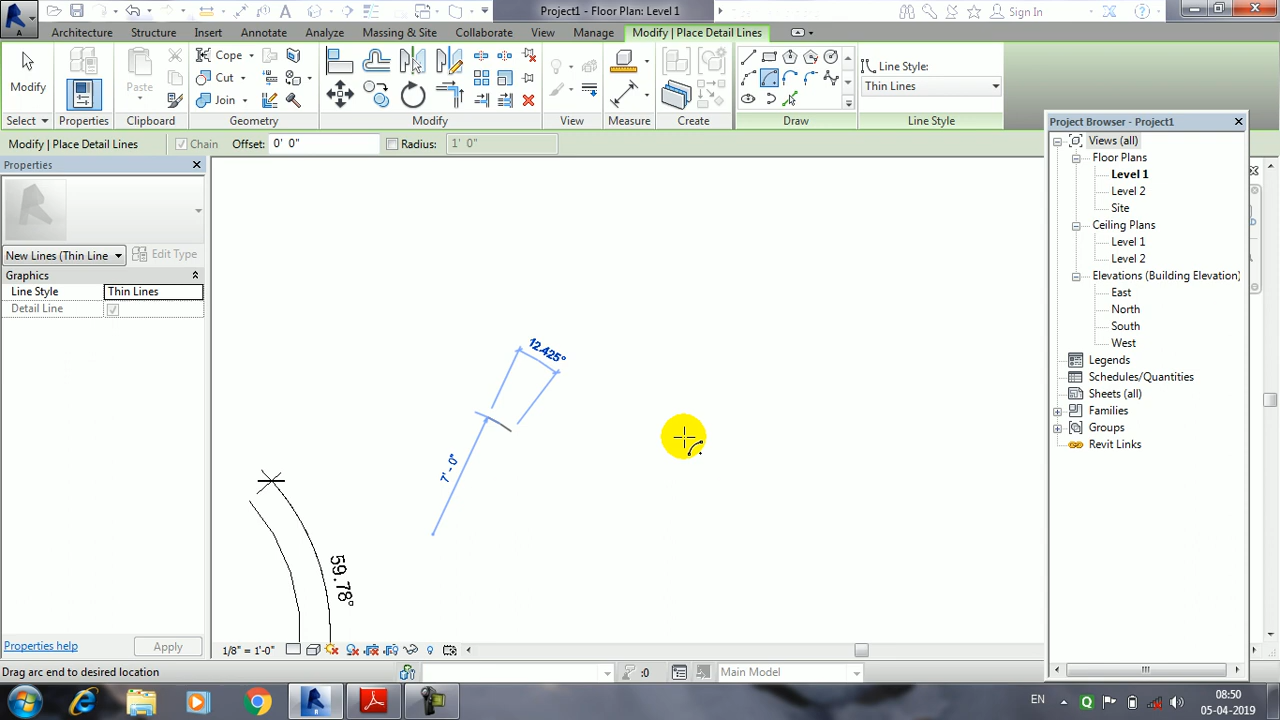 Project1 - Floor Plan: Level 1
Sign In
Architecture
Structure
Insert
Annotate
Analyze
Massing & Site
Collaborate
View
Manage
Modify | Place Detail Lines
A
Modify
Select
Properties
Paste
Clipboard
Cope
Cut
Join
Geometry
Modify
View
Measure
Create
Draw
Line Style:
Thin Lines
Line Style
Modify | Place Detail Lines
Chain
Offset:
0' 0"
Radius:
1' 0"
Properties
New Lines (Thin Line
Edit Type
Graphics
Line Style
Thin Lines
Detail Line
Properties help
Apply
12.425°
7' - 0"
59.78°
Project Browser - Project1
Views (all)
Floor Plans
Level 1
Level 2
Site
Ceiling Plans
Level 1
Level 2
Elevations (Building Elevation)
East
North
South
West
Legends
Schedules/Quantities
Sheets (all)
Families
Groups
Revit Links
1/8" = 1'-0"
Drag arc end to desired location
:0
Main Model
EN
08:50
05-04-2019